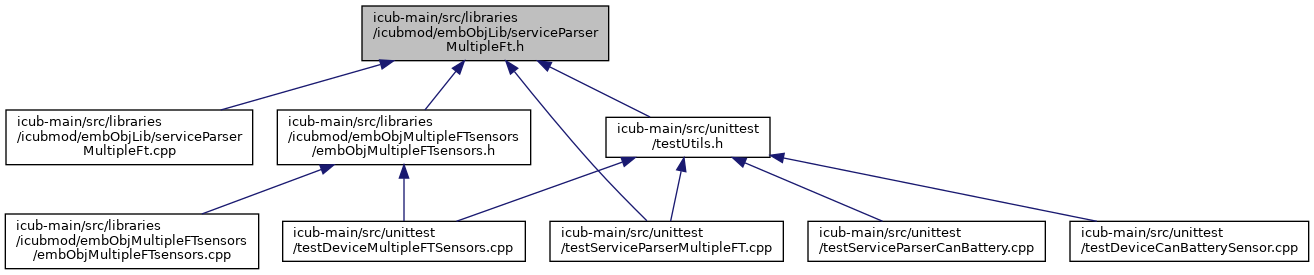 icub-main/src/libraries
/icubmod/embObjLib/serviceParser
MultipleFt.h
icub-main/src/libraries
/icubmod/embObjLib/serviceParser
MultipleFt.cpp
icub-main/src/libraries
/icubmod/embObjMultipleFTsensors
/embObjMultipleFTsensors.h
icub-main/src/unittest
/testUtils.h
icub-main/src/libraries
/icubmod/embObjMultipleFTsensors
/embObjMultipleFTsensors.cpp
icub-main/src/unittest
/testDeviceMultipleFTSensors.cpp
icub-main/src/unittest
/testServiceParserMultipleFT.cpp
icub-main/src/unittest
/testServiceParserCanBattery.cpp
icub-main/src/unittest
/testDeviceCanBatterySensor.cpp